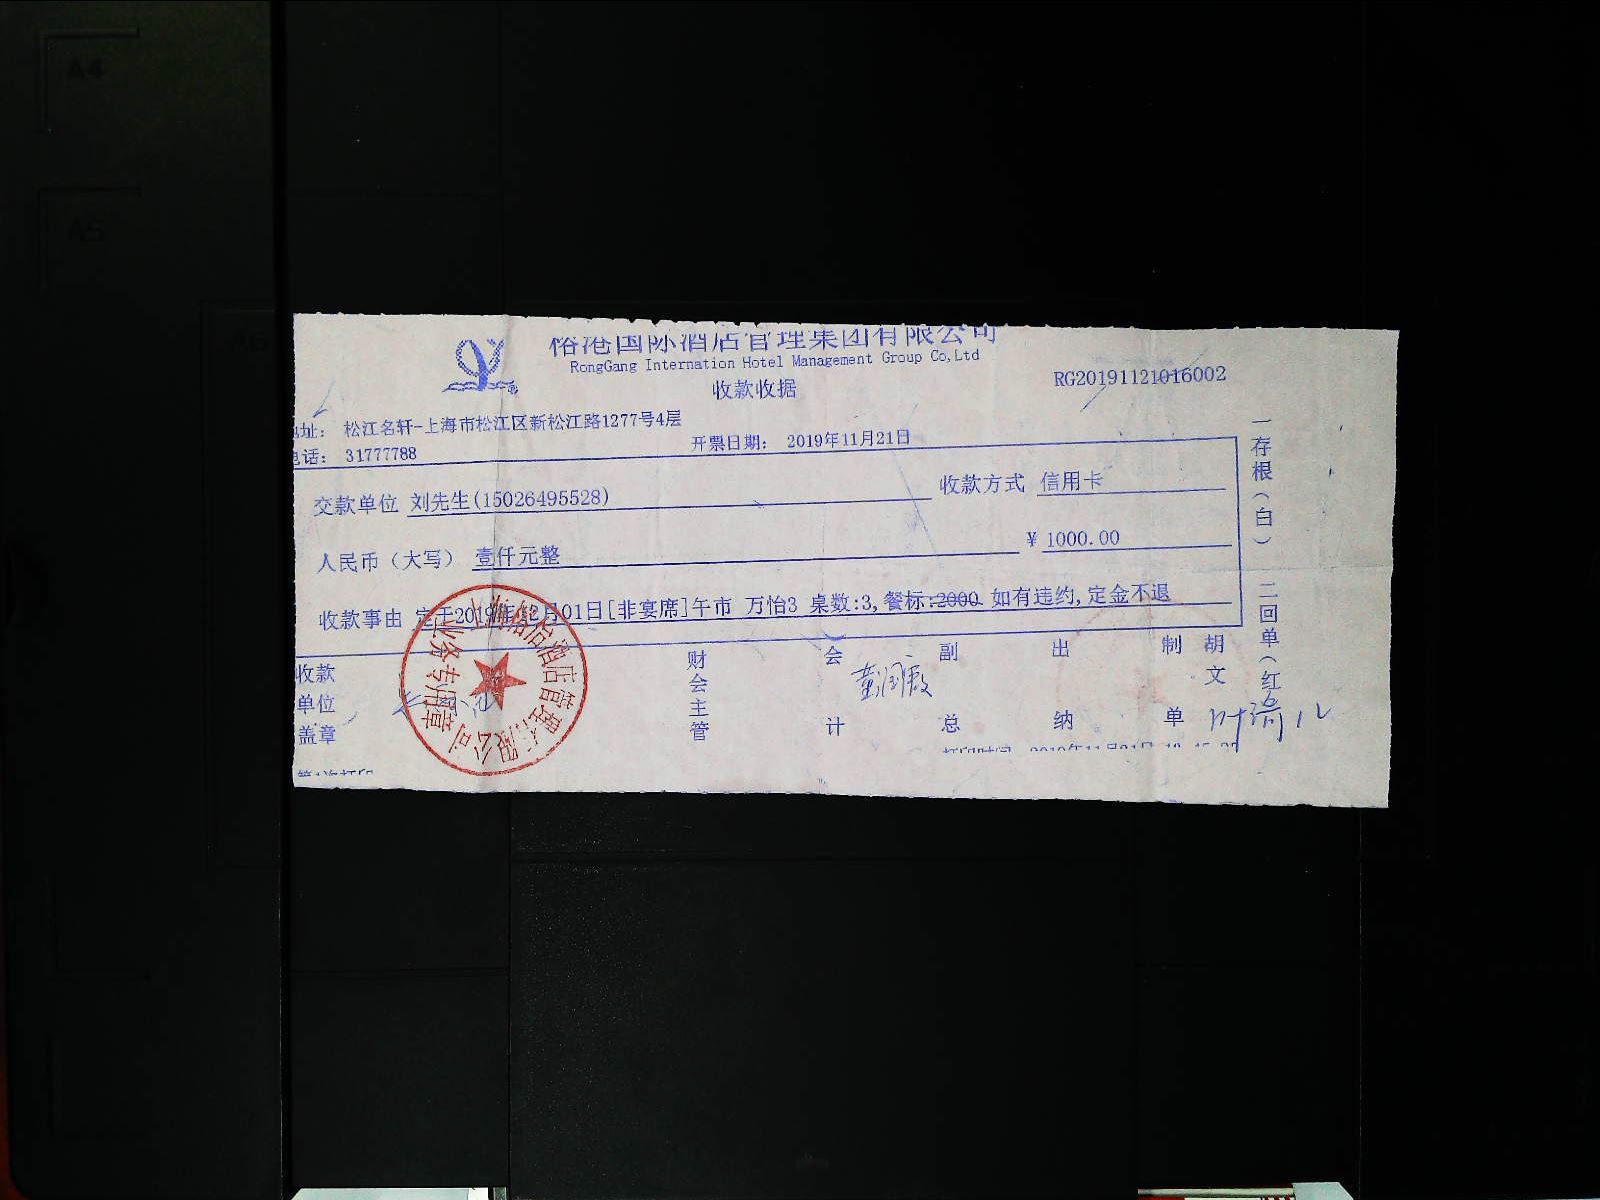 俗港国际酒店管理集团有限公司
RongGang Internation Hotel Management Group Co,Ltd
收款收据
RG20191121016002
地址: 松江名轩-上海市松江区新松江路1277号4层
电话: 31777788
开票日期: 2019年11月21日
交款单位 刘先生(15026495528)
收款方式 信用卡
人民币（大写） 壹仟元整
¥ 1000.00
收款事由 定于2019年12月01日[非宴席]午市 万怡3 桌数:3,餐标:2000 如有违约,定金不退
收款单位盖章
财会主管
会计
副总
出纳
制单
胡文
一存根(白)
二回单(红
业务专用章